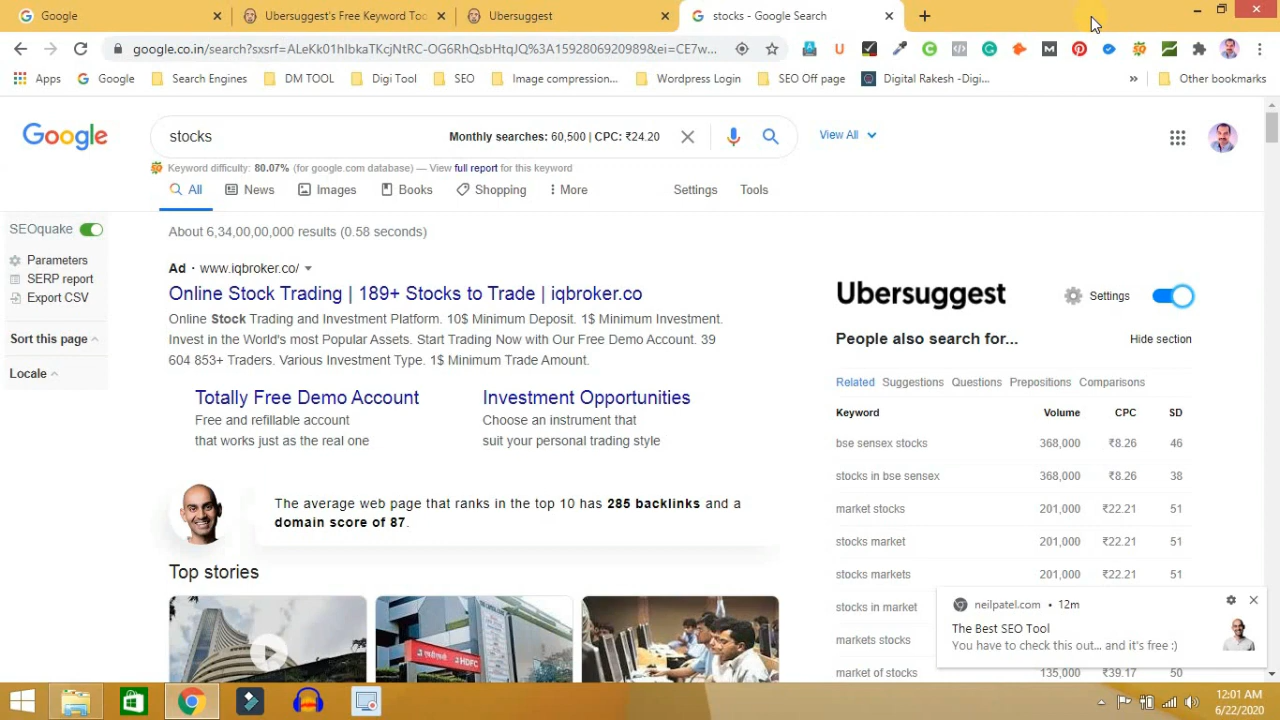 Google
Ubersuggest's Free Keyword Too
Ubersuggest
stocks - Google Search
google.co.in/search?sxsrf=ALeKk01hIbkaTKcjNtRC-OG6RhQsbHtqJQ%3A1592806920989&ei=CE7w...
Apps
Google
Search Engines
DM TOOL
Digi Tool
SEO
Image compression...
Wordpress Login
SEO Off page
Digital Rakesh -Digi...
»
Other bookmarks
Google
stocks
Monthly searches: 60,500 | CPC: ₹24.20
View All
Keyword difficulty: 80.07% (for google.com database) — View full report for this keyword
All
News
Images
Books
Shopping
More
Settings
Tools
SEOquake
Parameters
SERP report
Export CSV
Sort this page
Locale
About 6,34,00,00,000 results (0.58 seconds)
Ad · www.iqbroker.co/
Online Stock Trading | 189+ Stocks to Trade | iqbroker.co
Online Stock Trading and Investment Platform. 10$ Minimum Deposit. 1$ Minimum Investment.
Invest in the World's most Popular Assets. Start Trading Now with Our Free Demo Account. 39
604 853+ Traders. Various Investment Type. 1$ Minimum Trade Amount.
Totally Free Demo Account
Free and refillable account
that works just as the real one
Investment Opportunities
Choose an instrument that
suit your personal trading style
The average web page that ranks in the top 10 has 285 backlinks and a
domain score of 87.
Top stories
HDFC
Ubersuggest
Settings
People also search for...
Hide section
Related Suggestions Questions Prepositions Comparisons
Keyword Volume CPC SD
bse sensex stocks 368,000 ₹8.26 46
stocks in bse sensex 368,000 ₹8.26 38
market stocks 201,000 ₹22.21 51
stocks market 201,000 ₹22.21 51
stocks markets 201,000 ₹22.21 51
stocks in market
markets stocks
market of stocks 135,000 ₹39.17 50
neilpatel.com • 12m
The Best SEO Tool
You have to check this out... and it's free :)
12:01 AM
6/22/2020